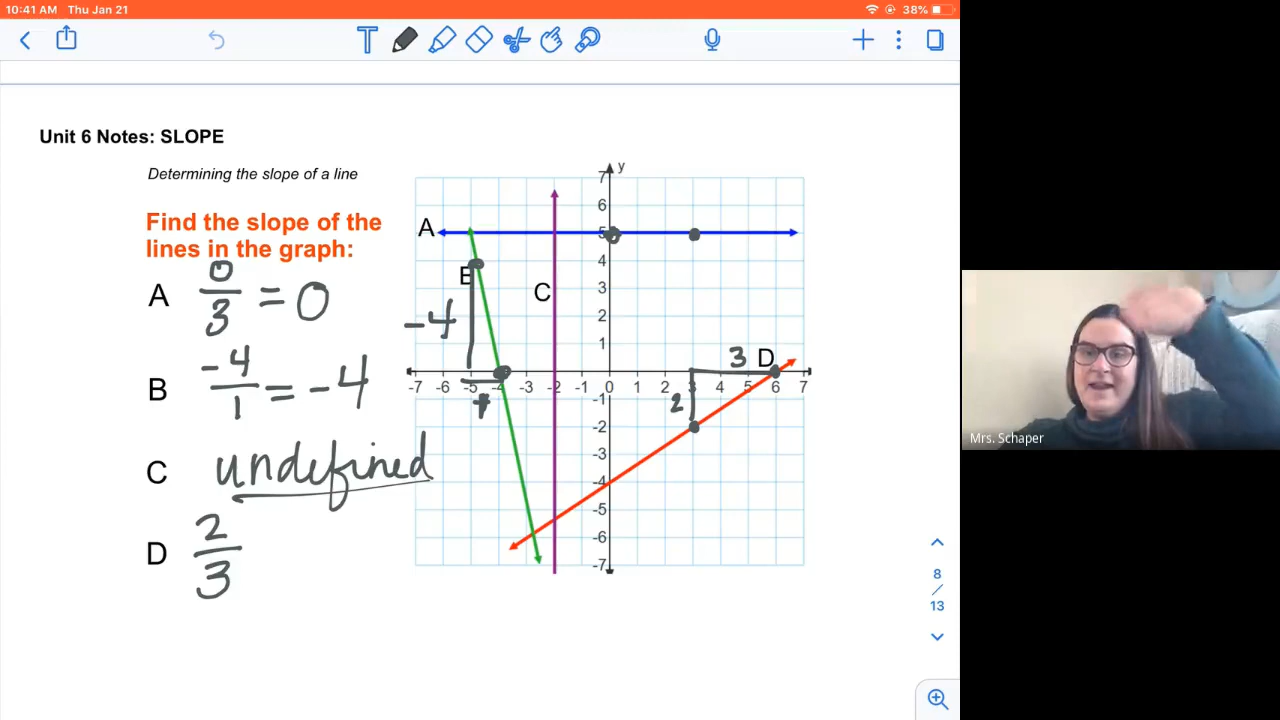 10:41 AM Thu Jan 21
38%
Unit 6 Notes: SLOPE
Determining the slope of a line
Find the slope of the
lines in the graph:
A 0/3 = 0
B -4/1 = -4
C undefined
D 2/3
y
7
6
5
4
3
2
1
-7 -6 -5 -4 -2 -1 0 1 2 3 4 5 6 7
-1
-2
-3
-4
-5
-6
-7
A
C
D
-4
1
3
2
Mrs. Schaper
8
/
13